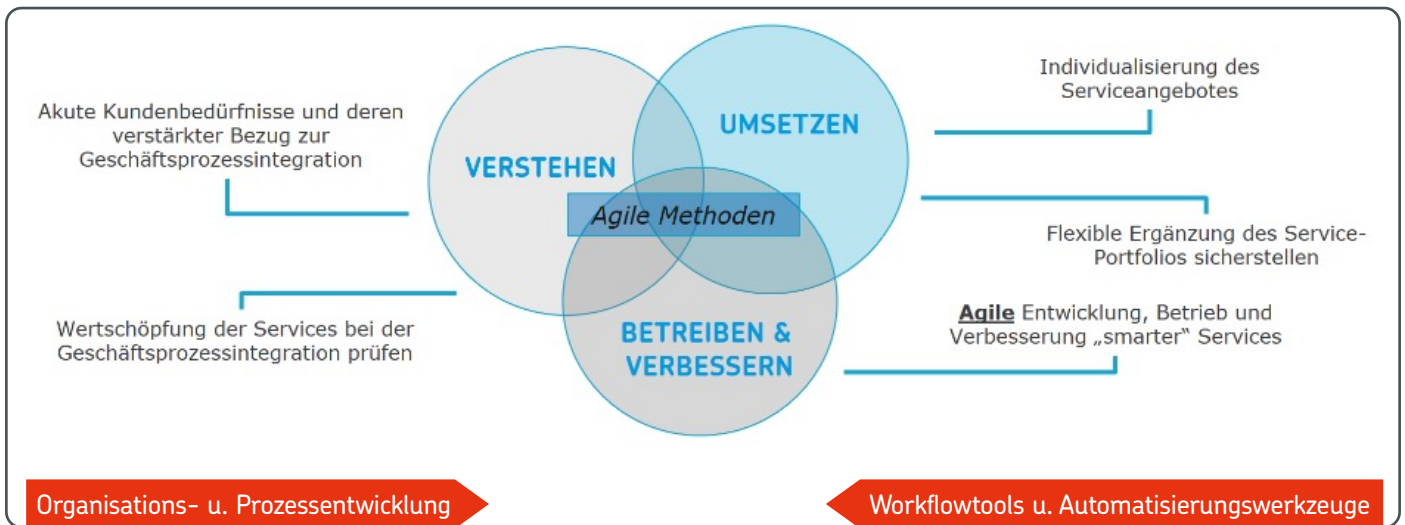 Akute Kundenbedürfnisse und deren
verstärkter Bezug zur
Geschäftsprozessintegration
Wertschöpfung der Services bei der
Geschäftsprozessintegration prüfen
VERSTEHEN
UMSETZEN
Agile Methoden
BETREIBEN &
VERBESSERN
Individualisierung des
Serviceangebotes
Flexible Ergänzung des Service-
Portfolios sicherstellen
Agile Entwicklung, Betrieb und
Verbesserung „smarter“ Services
Organisations- u. Prozessentwicklung
Workflowtools u. Automatisierungswerkzeuge